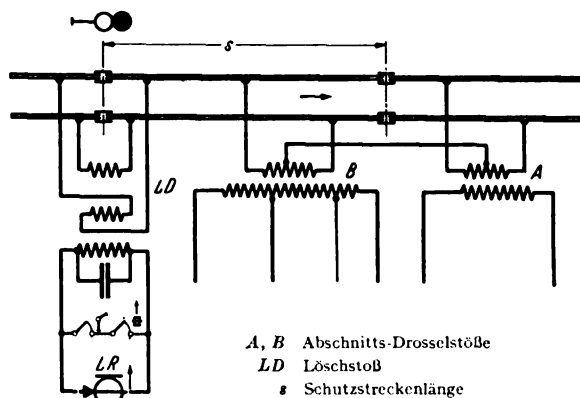 s
LD
B
A
LR
A, B Abschnitts-Drosselstöße
LD Löschstoß
s Schutzstreckenlänge